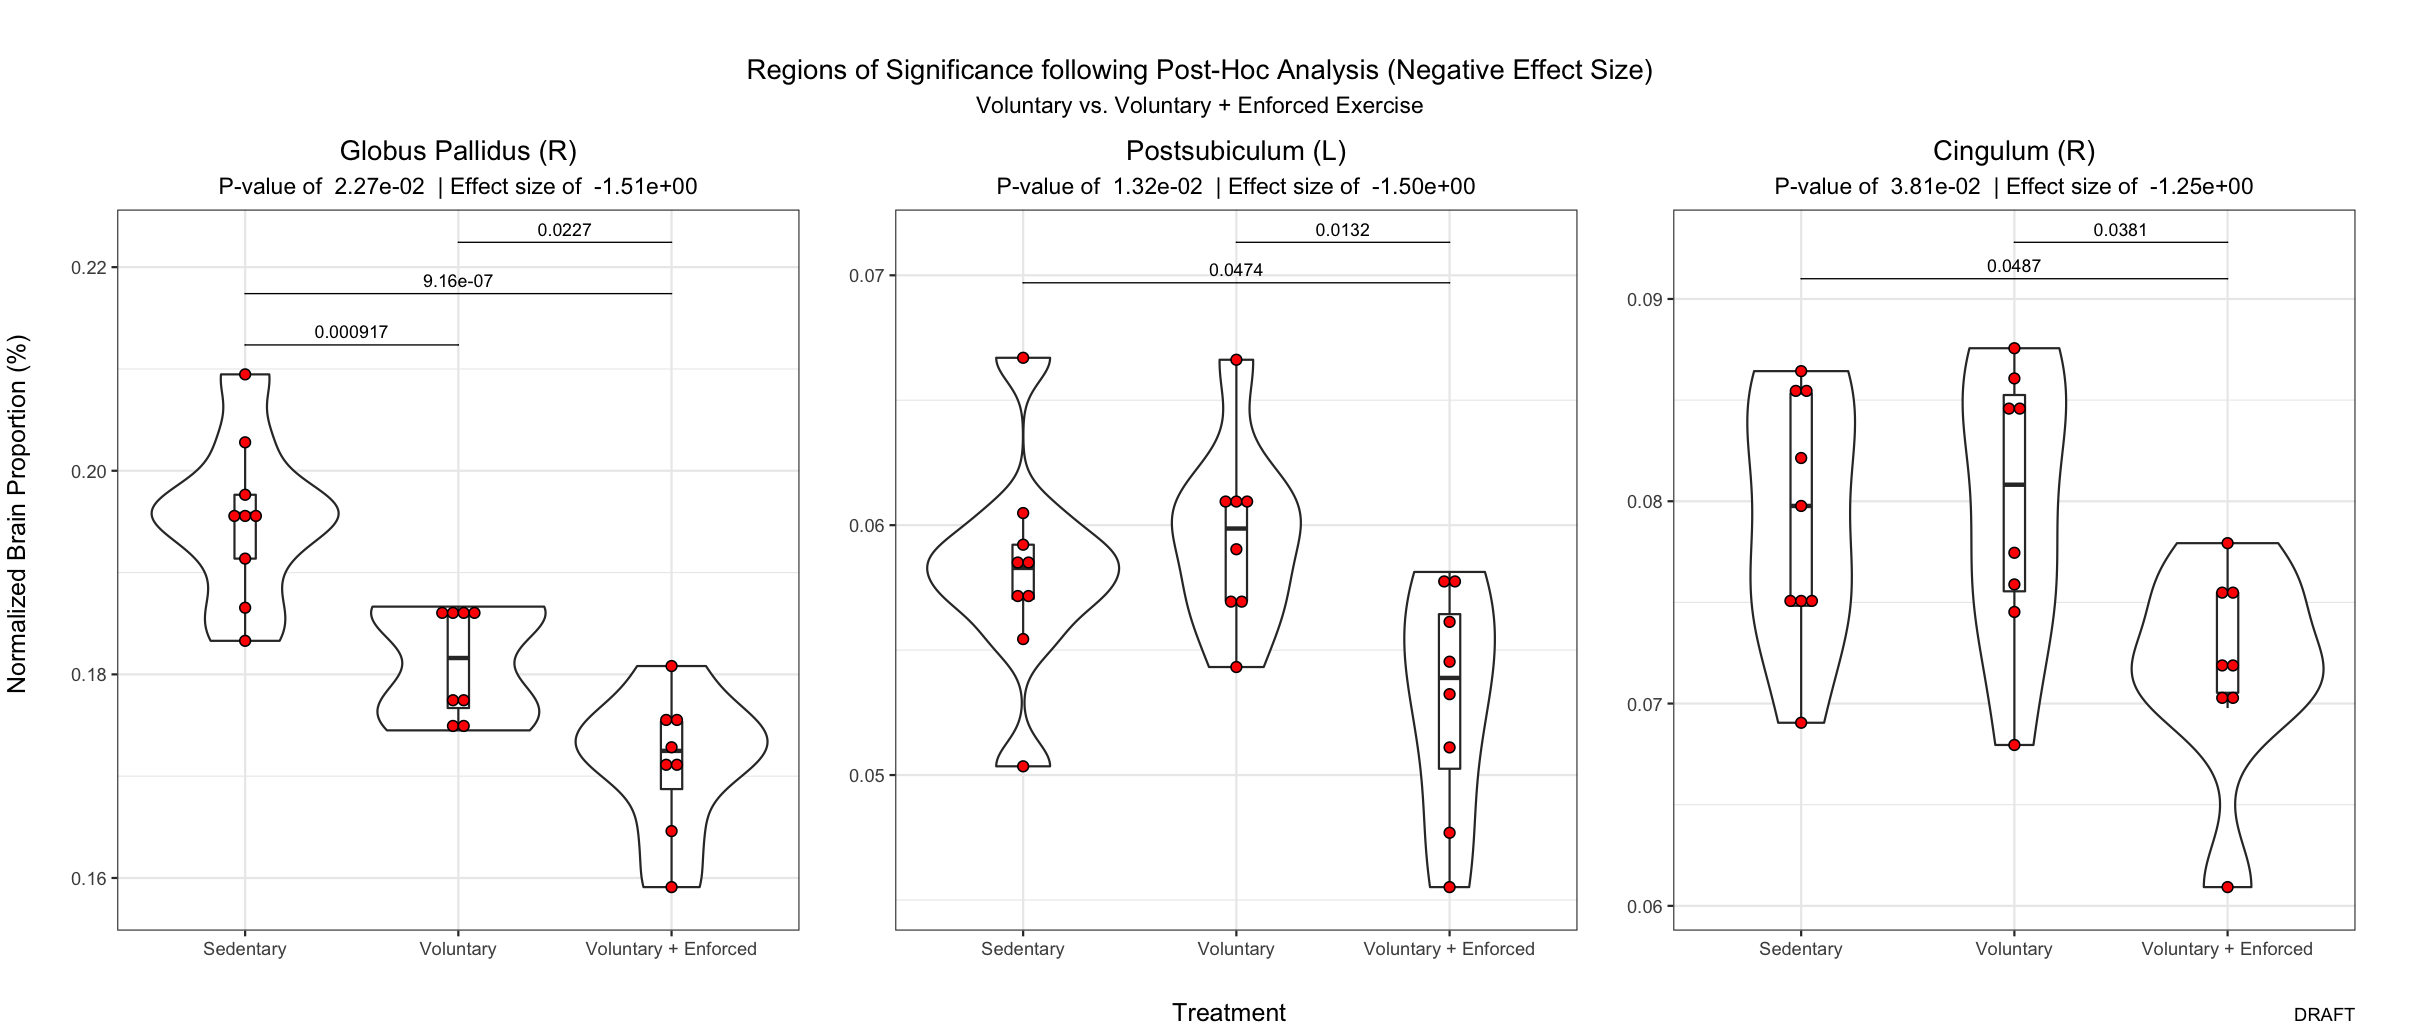 Regions of Significance following Post-Hoc Analysis (Negative Effect Size)
Voluntary vs. Voluntary + Enforced Exercise
Normalized Brain Proportion (%)
Globus Pallidus (R)
P-value of  2.27e-02  | Effect size of  -1.51e+00
0.0227
0.22
9.16e-07
0.000917
0.20
0.18
0.16
Sedentary
Voluntary
Voluntary + Enforced
Postsubiculum (L)
P-value of  1.32e-02  | Effect size of  -1.50e+00
0.0132
0.07
0.0474
0.06
0.05
Sedentary
Voluntary
Voluntary + Enforced
Cingulum (R)
P-value of  3.81e-02  | Effect size of  -1.25e+00
0.0381
0.0487
0.09
0.08
0.07
0.06
Sedentary
Voluntary
Voluntary + Enforced
Treatment
DRAFT